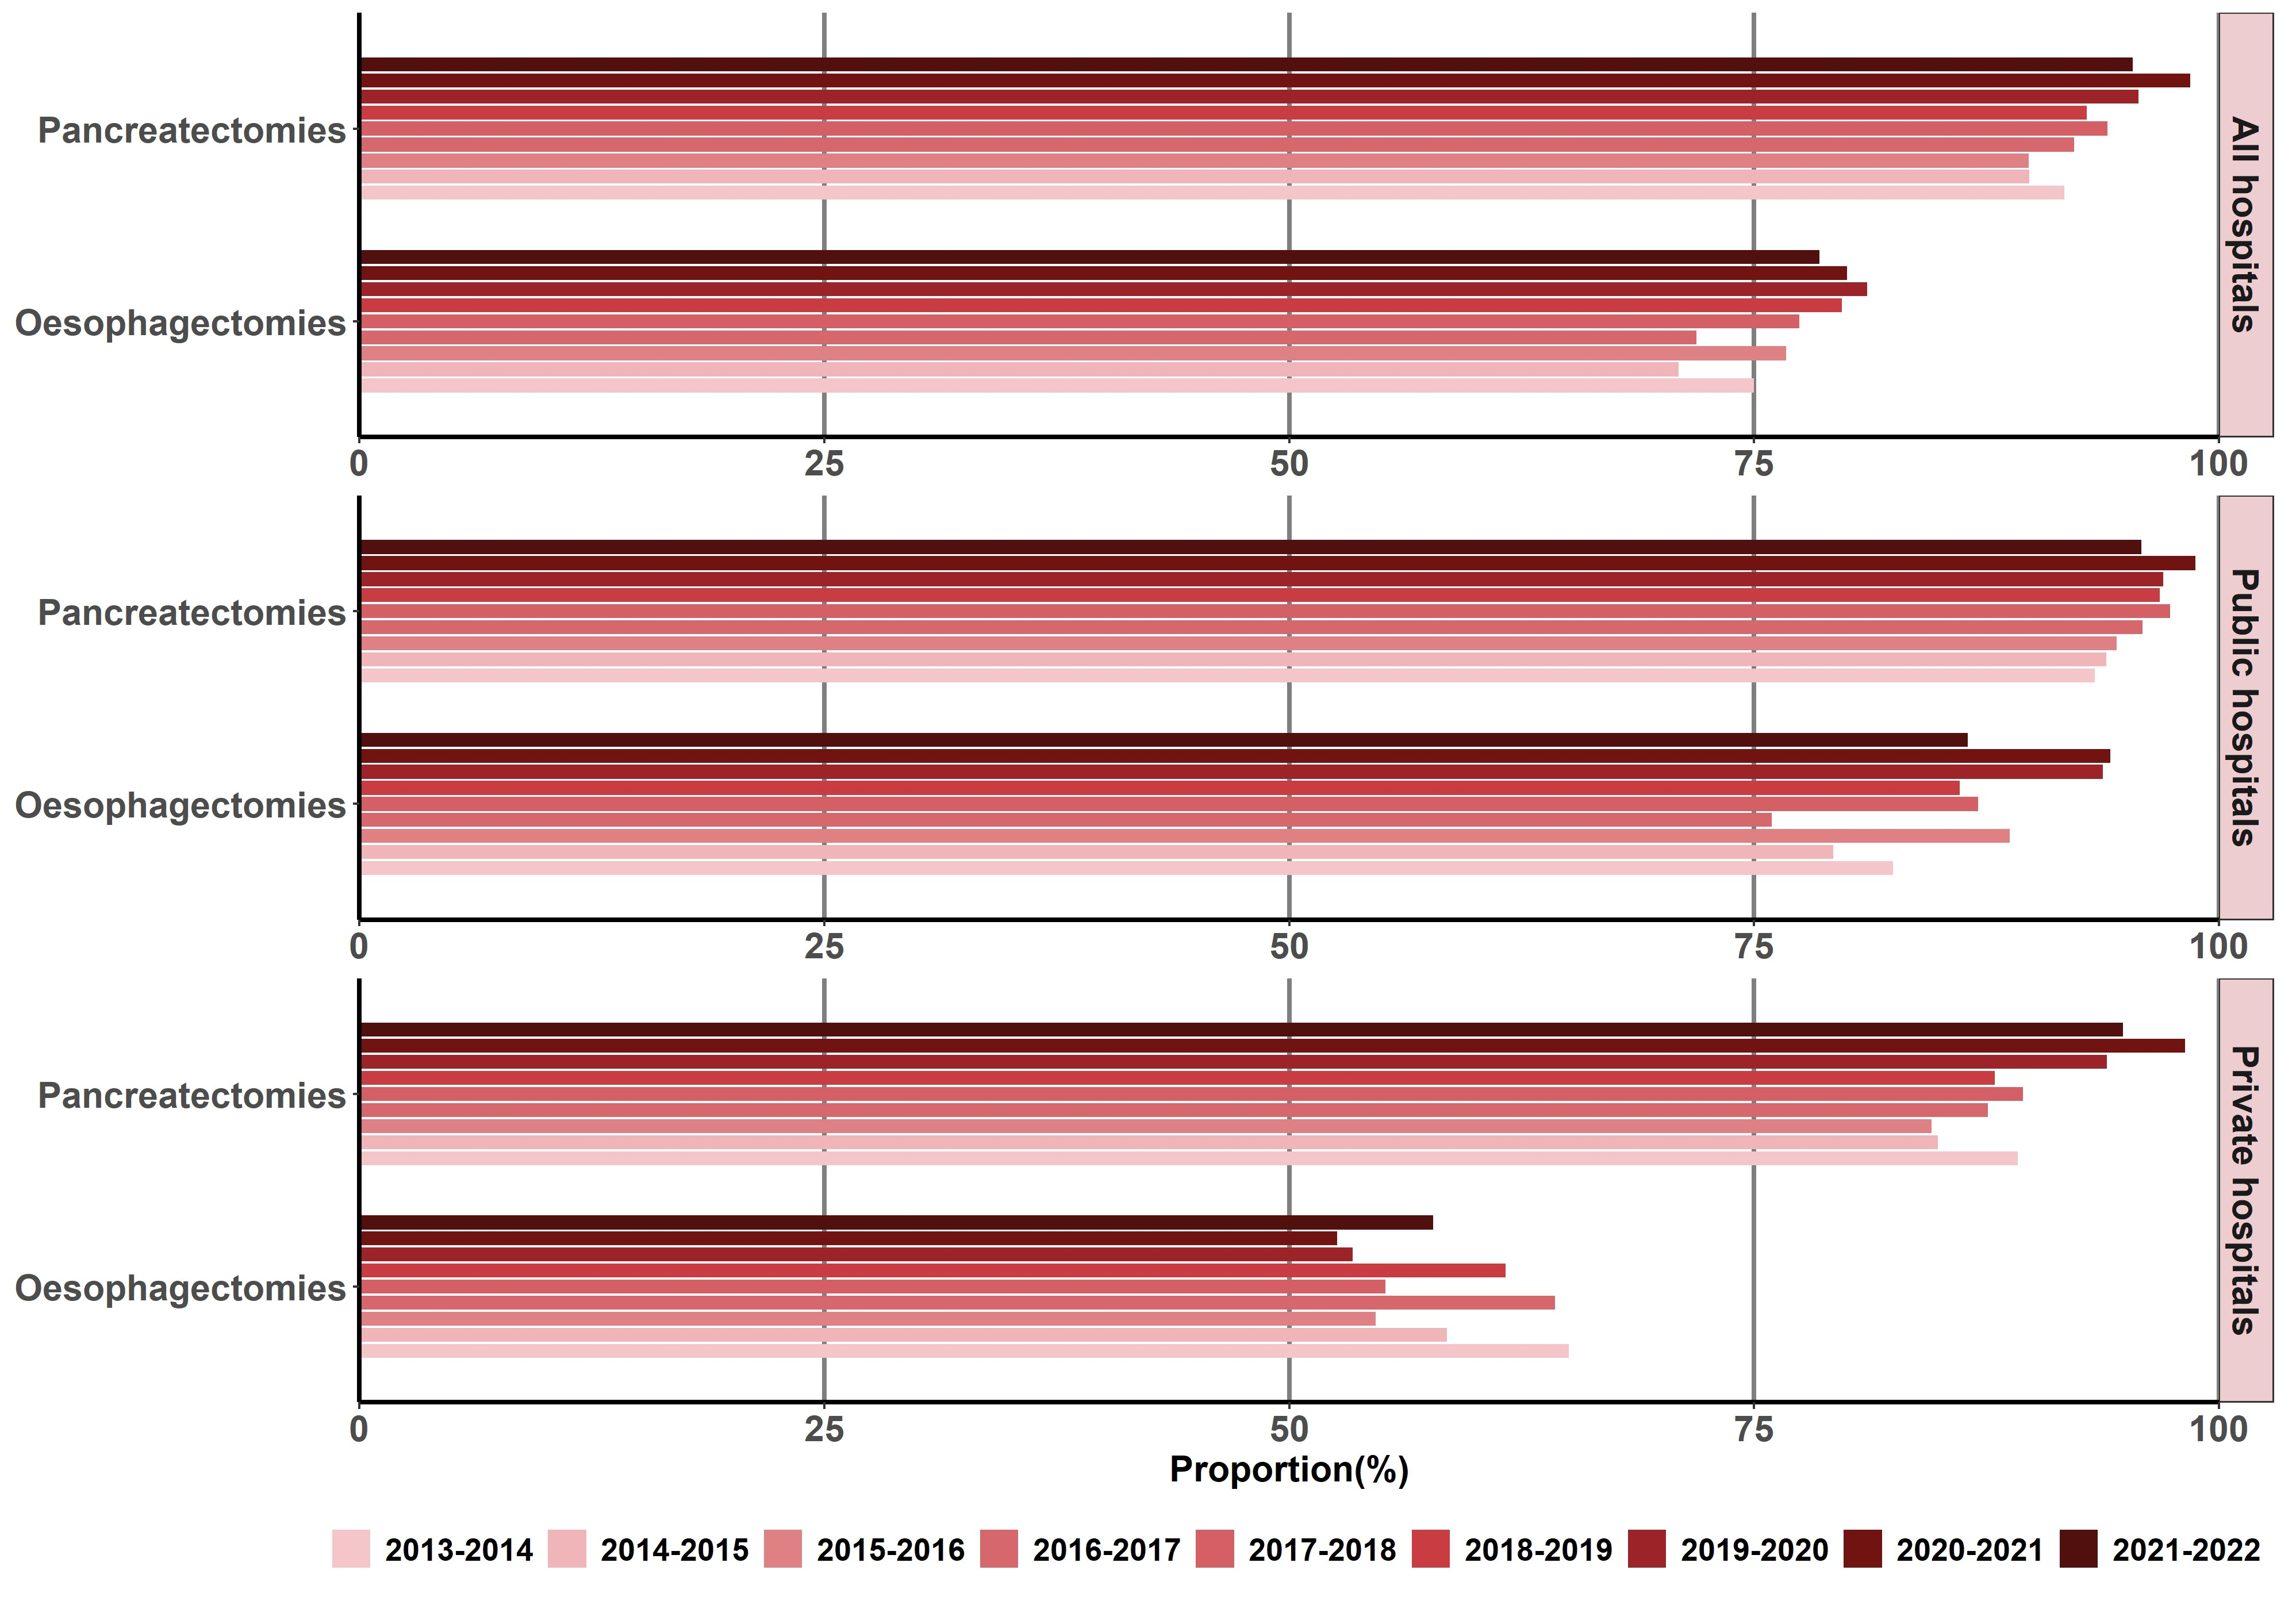 Pancreatectomies
Oesophagectomies
0 25 50 75 100
All hospitals
Pancreatectomies
Oesophagectomies
0 25 50 75 100
Public hospitals
Pancreatectomies
Oesophagectomies
0 25 50 75 100
Private hospitals
Proportion(%)
2013-2014 2014-2015 2015-2016 2016-2017 2017-2018 2018-2019 2019-2020 2020-2021 2021-2022